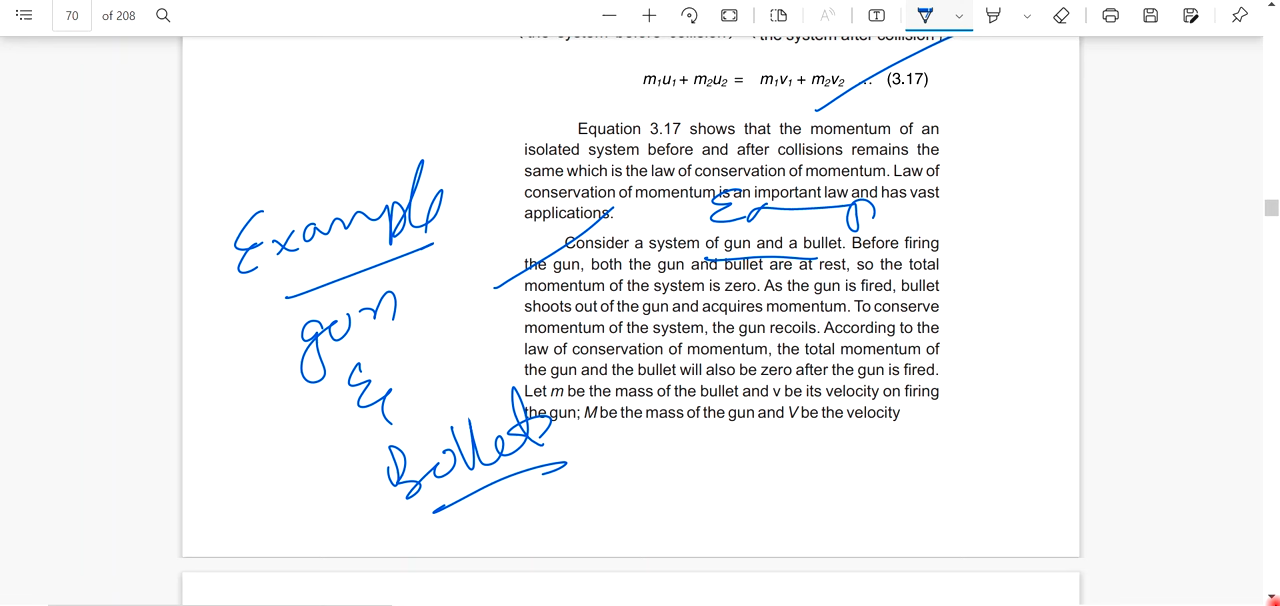 70 of 208
m₁u₁ + m₂u₂ = m₁v₁ + m₂v₂ .. (3.17)
Equation 3.17 shows that the momentum of an
isolated system before and after collisions remains the
same which is the law of conservation of momentum. Law of
conservation of momentum is an important law and has vast
applications.
Consider a system of gun and a bullet. Before firing
the gun, both the gun and bullet are at rest, so the total
momentum of the system is zero. As the gun is fired, bullet
shoots out of the gun and acquires momentum. To conserve
momentum of the system, the gun recoils. According to the
law of conservation of momentum, the total momentum of
the gun and the bullet will also be zero after the gun is fired.
Let m be the mass of the bullet and v be its velocity on firing
the gun; M be the mass of the gun and V be the velocity
Example
gun
&
Bullet